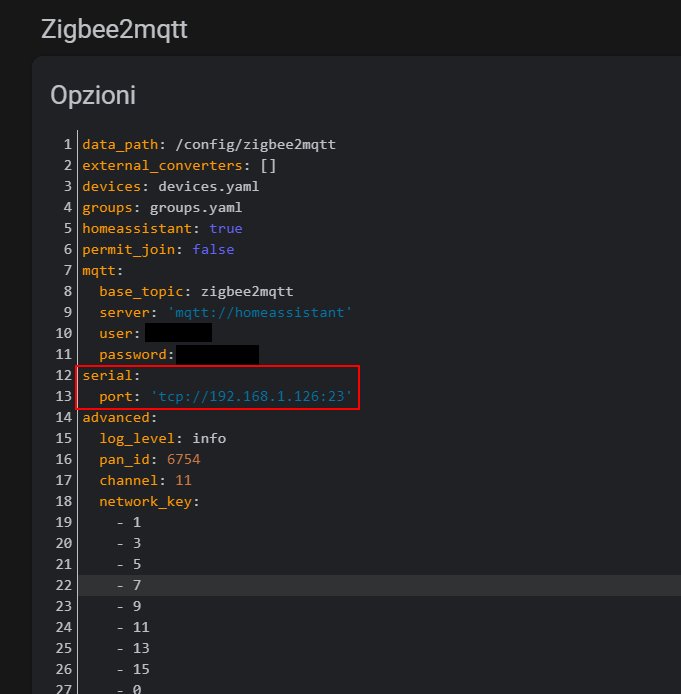 Zigbee2mqtt
Opzioni
1 data_path: /config/zigbee2mqtt
2 external_converters: []
3 devices: devices.yaml
4 groups: groups.yaml
5 homeassistant: true
6 permit_join: false
7 mqtt:
8 base_topic: zigbee2mqtt
9 server: 'mqtt://homeassistant'
10 user:
11 password:
12 serial:
13 port: 'tcp://192.168.1.126:23'
14 advanced:
15 log_level: info
16 pan_id: 6754
17 channel: 11
18 network_key:
19 - 1
20 - 3
21 - 5
22 - 7
23 - 9
24 - 11
25 - 13
26 - 15
27 - 0